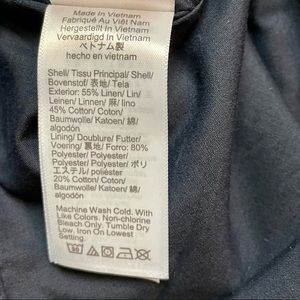 Made In Vietnam
Fabriqué Au Viêt Nam
Hergestellt In Vietnam
Vervaardigd In Vietnam
ベトナム製
hecho en vietnam
Shell/ Tissu Principal/ Shell/
Bovenstof/ 表地/ Tela
Exterior: 55% Linen/ Lin/
Leinen/ Linnen/ 麻/ lino
45% Cotton/ Coton/
Baumwolle/ Katoen/ 綿/
algodón
Lining/ Doublure/ Futter/
Voering/ 裏地/ Forro: 80%
Polyester/ Polyester/
Polyester/ Polyester/ ポリ
エステル/ poliéster
20% Cotton/ Coton/
Baumwolle/ Katoen/ 綿/
algodón
Machine Wash Cold. With
Like Colors. Non-chlorine
Bleach Only. Tumble Dry
Low. Iron On Lowest
Setting.